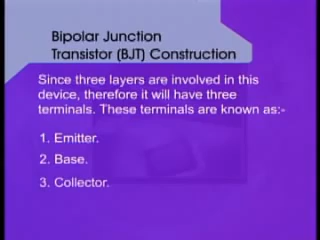 Bipolar Junction
Transistor (BJT) Construction
Since three layers are involved in this
device, therefore it will have three
terminals. These terminals are known as:-
1. Emitter.
2. Base.
3. Collector.